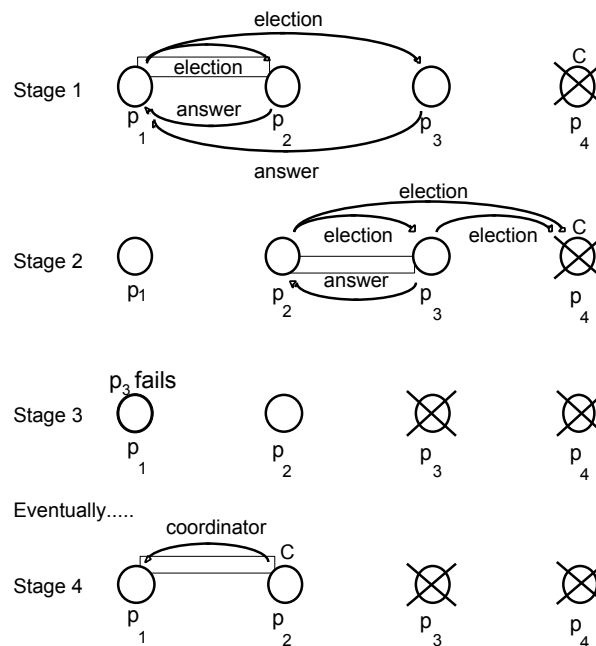 election
C
Stage 1
election
answer
p1
p2
p3
p4
answer
election
C
election
election
Stage 2
answer
p1
p2
p3
p4
p3 fails
Stage 3
p1
p2
p3
p4
Eventually.....
coordinator
C
Stage 4
p1
p2
p3
p4